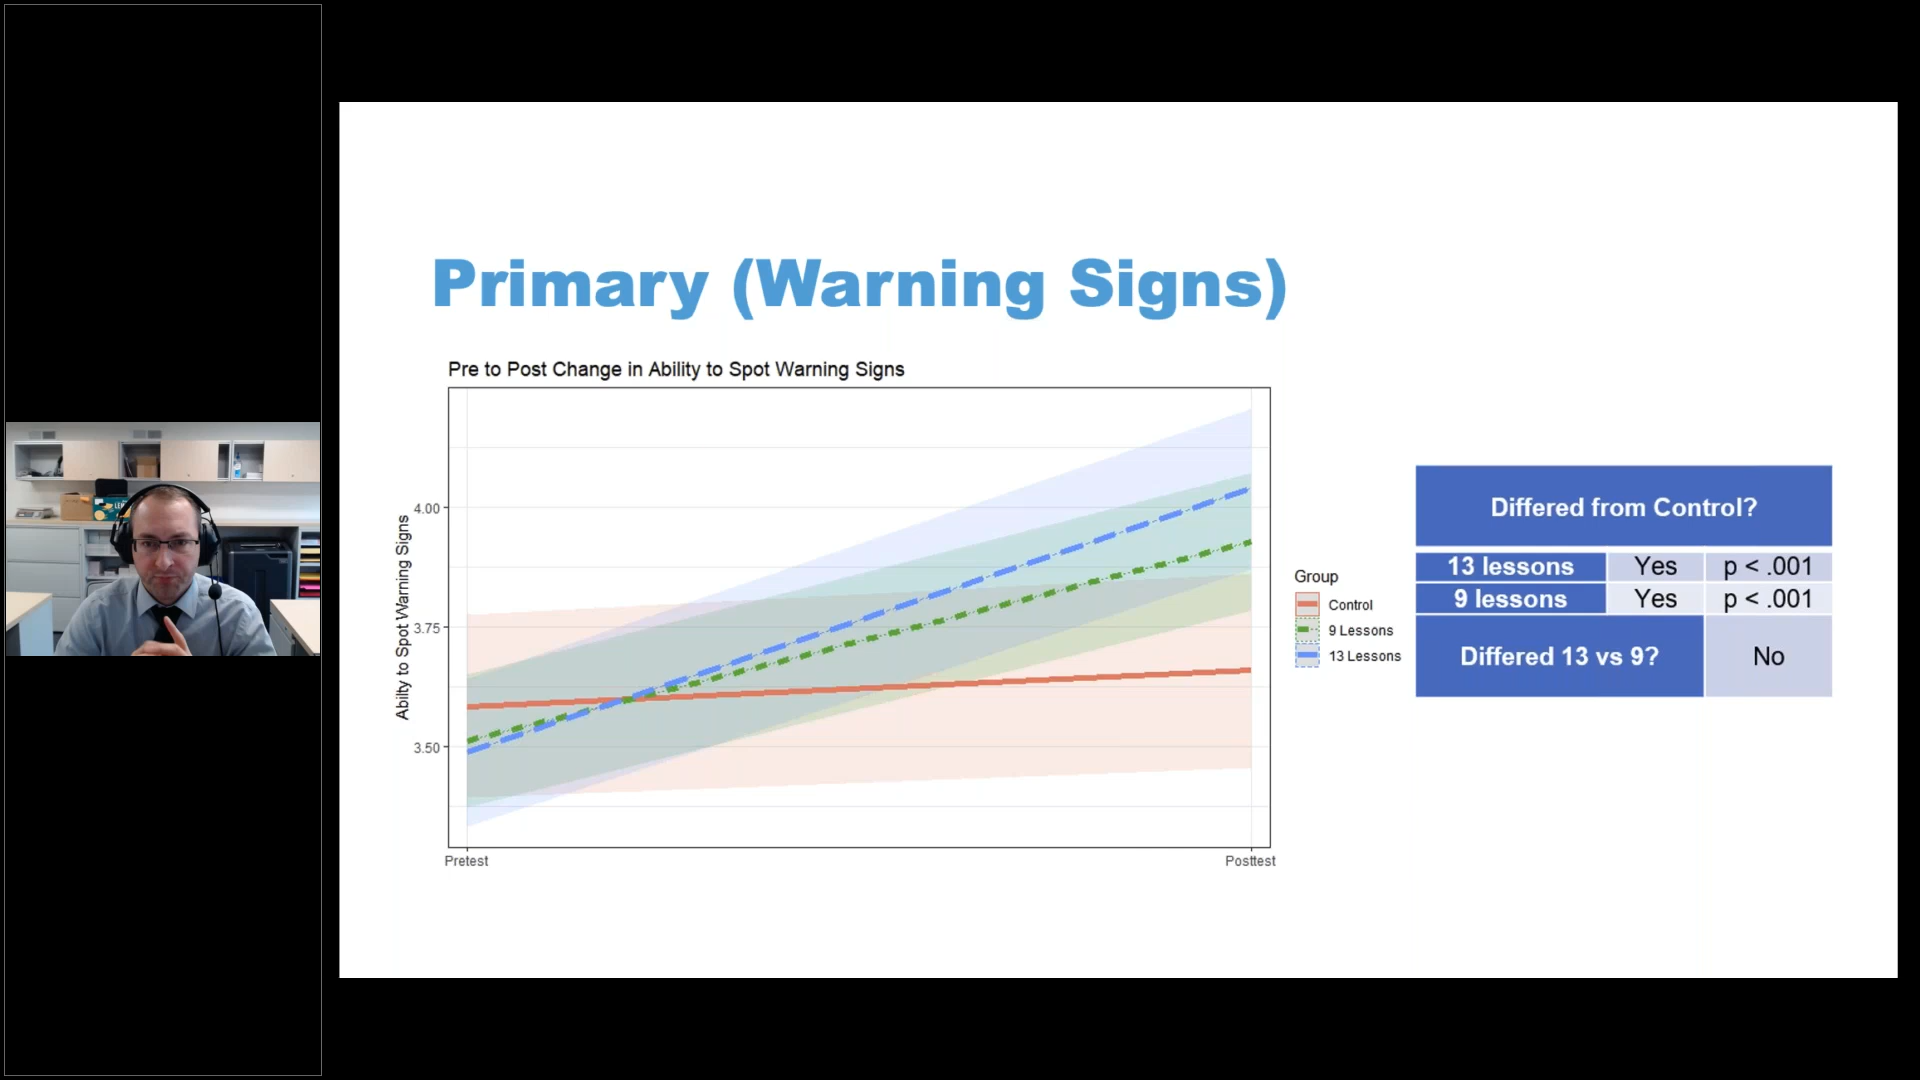 Primary (Warning Signs)
Pre to Post Change in Ability to Spot Warning Signs
Abilty to Spot Warning Signs
4.00
3.75
3.50
Pretest
Posttest
Group
Control
9 Lessons
13 Lessons
Differed from Control?
13 lessons Yes p < .001
9 lessons Yes p < .001
Differed 13 vs 9? No